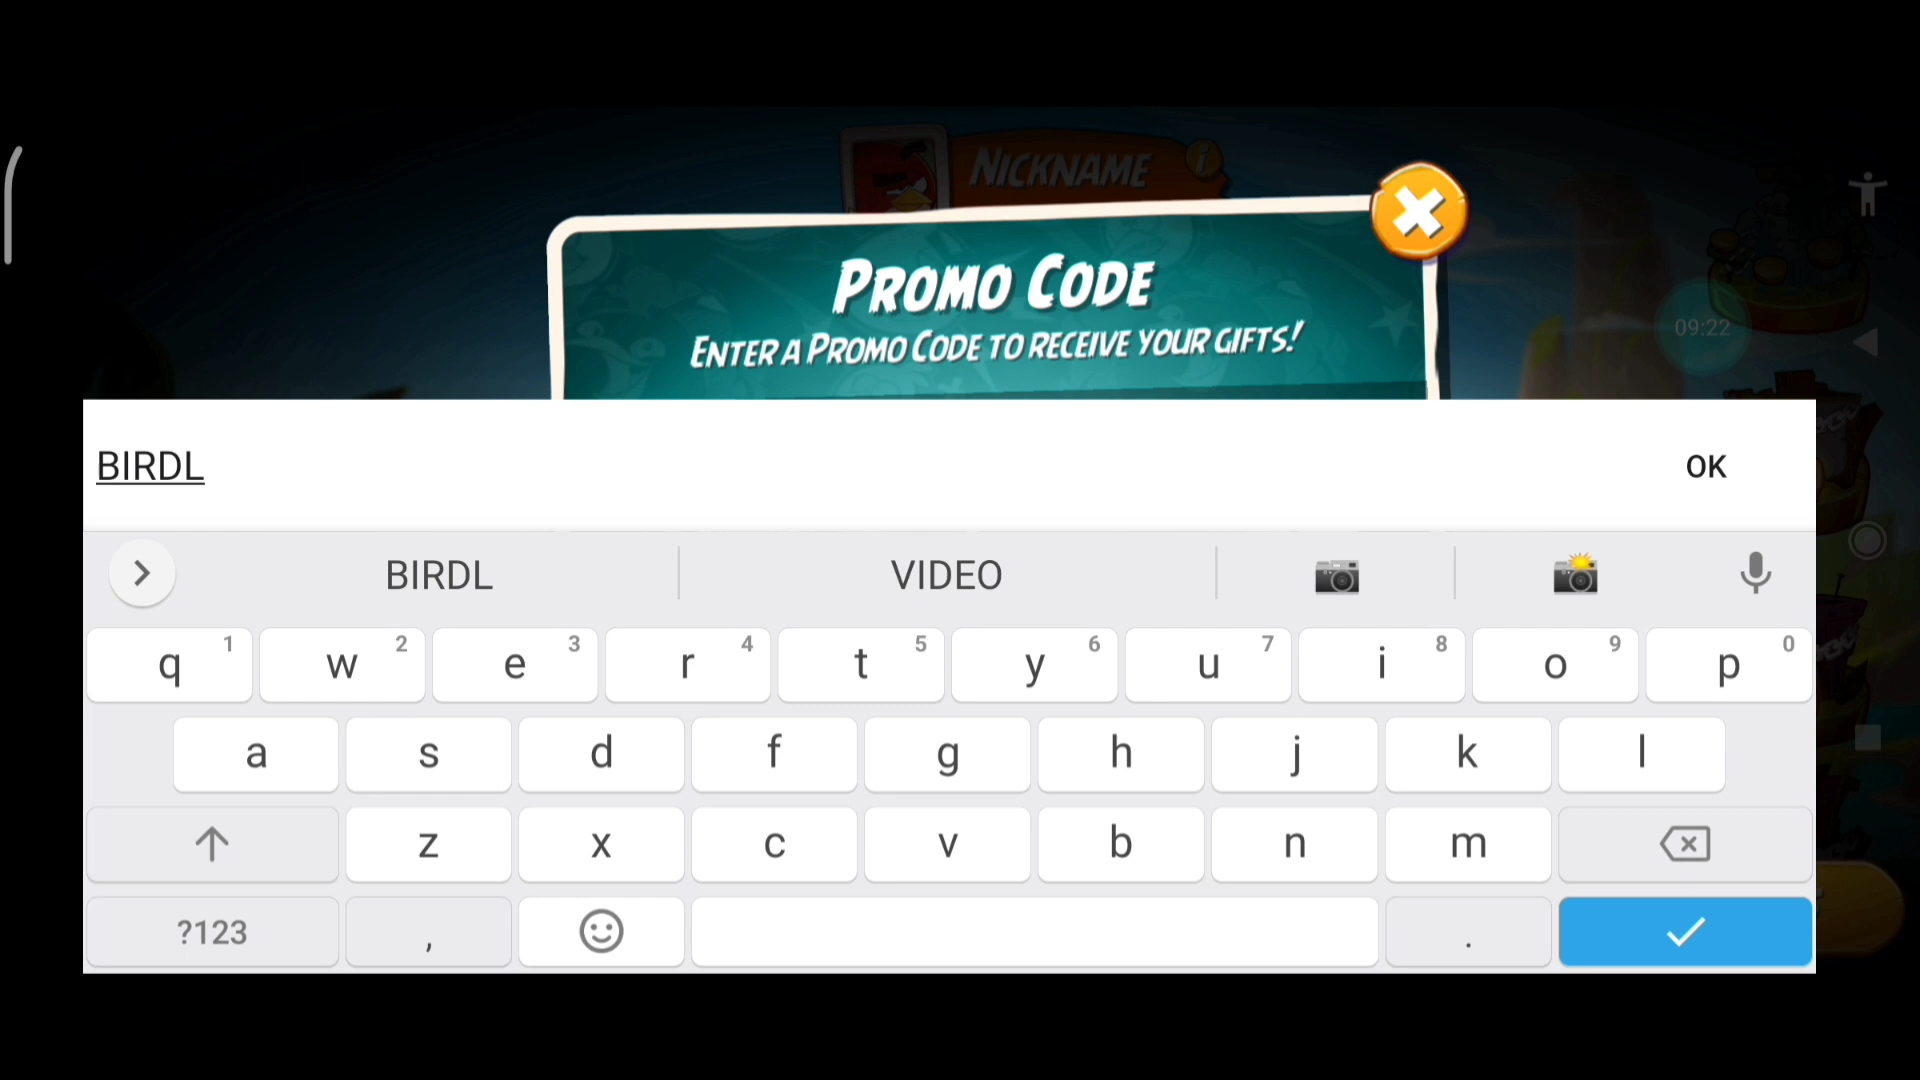 NICKNAME
i
PROMO CODE
ENTER A PROMO CODE TO RECEIVE YOUR GIFTS!
09:22
BIRDL
OK
BIRDL VIDEO
q 1 w 2 e 3 r 4 t 5 y 6 u 7 i 8 o 9 p 0
a s d f g h j k l
z x c v b n m
?123 , .